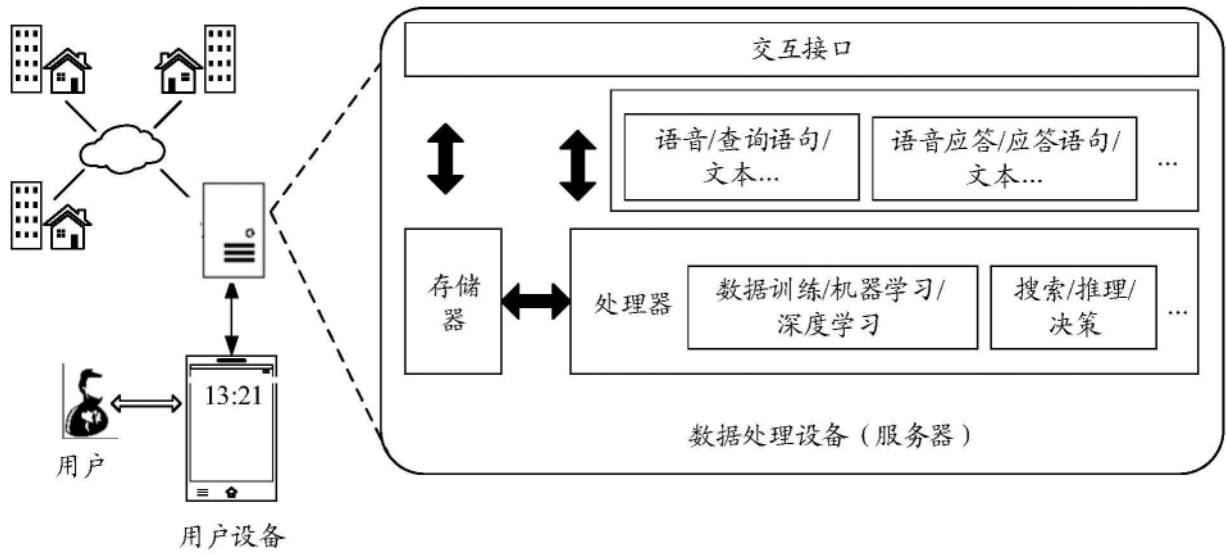 交互接口
语音/查询语句/
文本...
语音应答/应答语句/
文本...
...
存储
器
处理器
数据训练/机器学习/
深度学习
搜索/推理/
决策
...
数据处理设备（服务器）
13:21
用户
用户设备